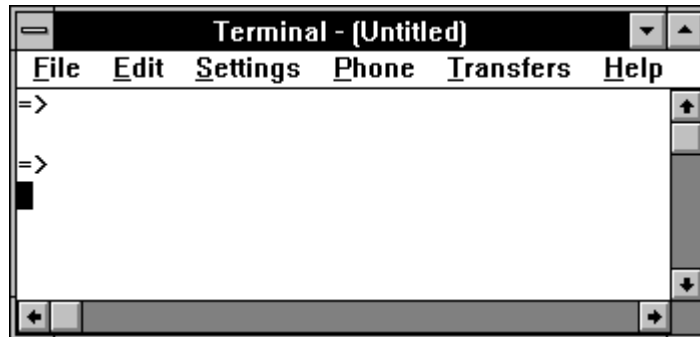 Terminal - (Untitled)
File Edit Settings Phone Transfers Help
=>
=>